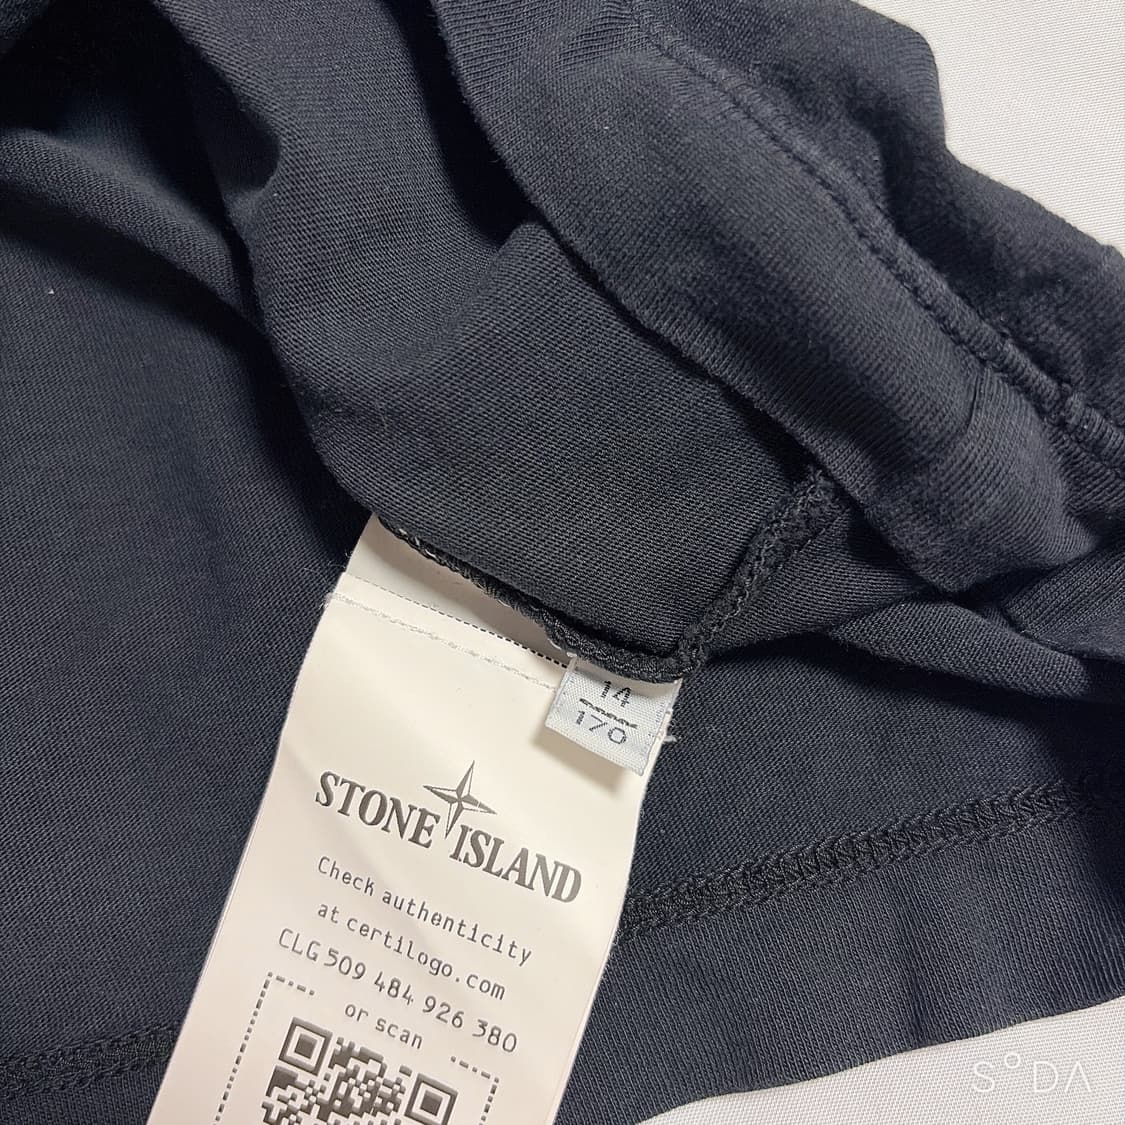 14
170
STONE ISLAND
Check authenticity
at certilogo.com
CLG 509 484 926 380
or scan
SODA